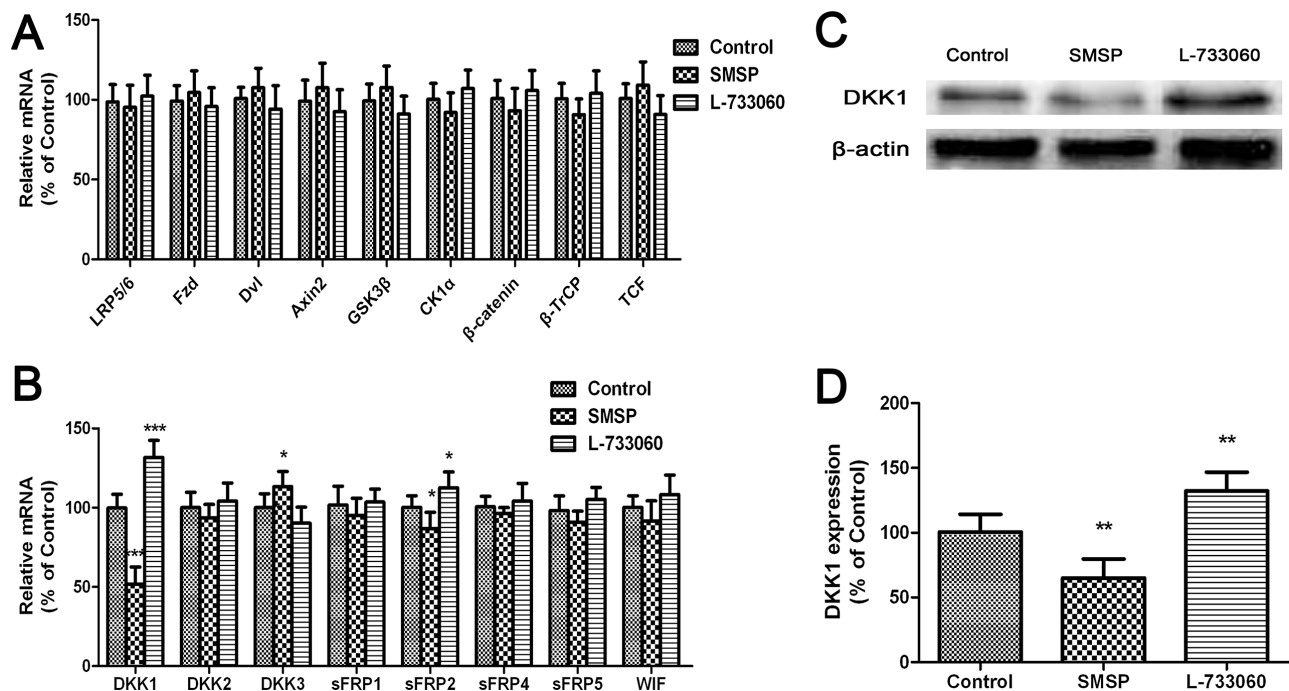 A
Relative mRNA
(% of Control)
150
100
50
0
LRP5/6
Fzd
Dvl
Axin2
GSK3β
CK1α
β-catenin
β-TrCP
TCF
Control
SMSP
L-733060
B
Relative mRNA
(% of Control)
150
100
50
0
***
***
*
*
*
DKK1
DKK2
DKK3
sFRP1
sFRP2
sFRP4
sFRP5
WIF
Control
SMSP
L-733060
C
Control
SMSP
L-733060
DKK1
β-actin
D
DKK1 expression
(% of Control)
200
150
100
50
0
**
**
Control
SMSP
L-733060